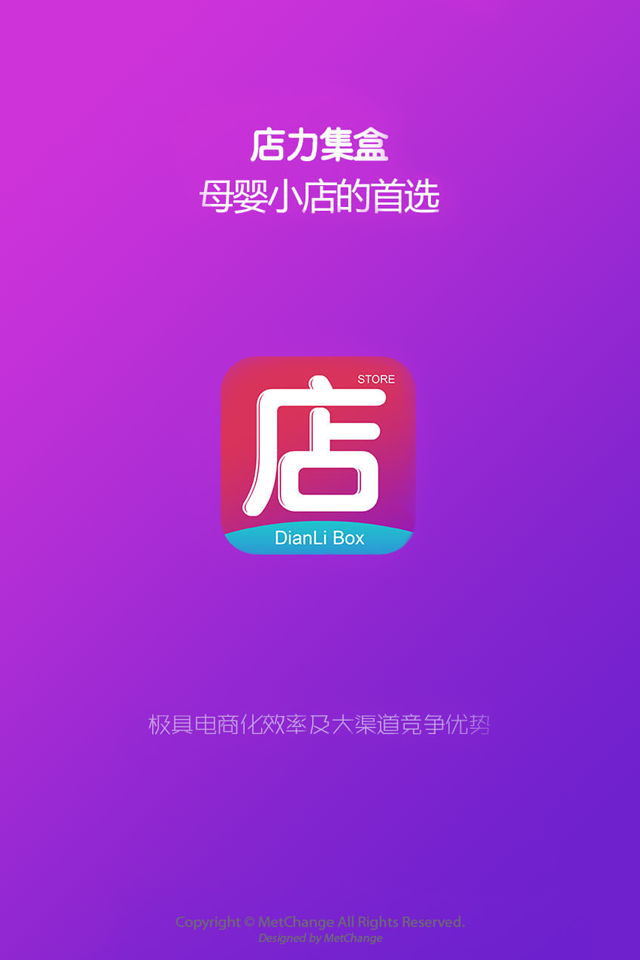 店力集盒
母婴小店的首选
STORE
店
DianLi Box
极具电商化效率及大渠道竞争优势
Copyright © MetChange All Rights Reserved.
Designed by MetChange